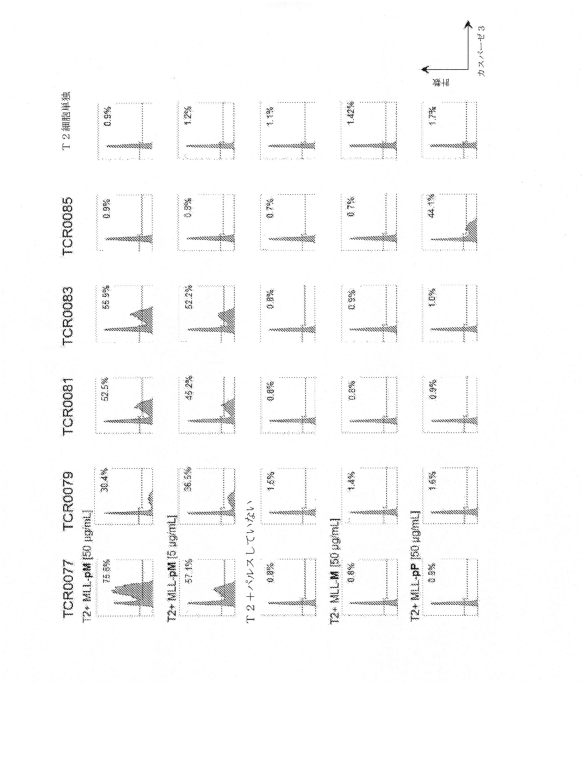 TCR0077 TCR0079 TCR0081 TCR0083 TCR0085 T2細胞単独
T2+ MLL-pM [50 µg/mL]
75.6% 30.4% 52.5% 55.9% 0.9% 0.9%
T2+ MLL-pM [5 µg/mL]
57.1% 36.5% 45.2% 52.2% 0.8% 1.2%
T2+パルスしていない
0.8% 1.5% 0.8% 0.8% 0.7% 1.1%
T2+ MLL-M [50 µg/mL]
0.8% 1.4% 0.8% 0.9% 0.7% 1.42%
T2+ MLL-pP [50 µg/mL]
0.9% 1.6% 0.9% 1.0% 44.1% 1.7%
計数
カスパーゼ3